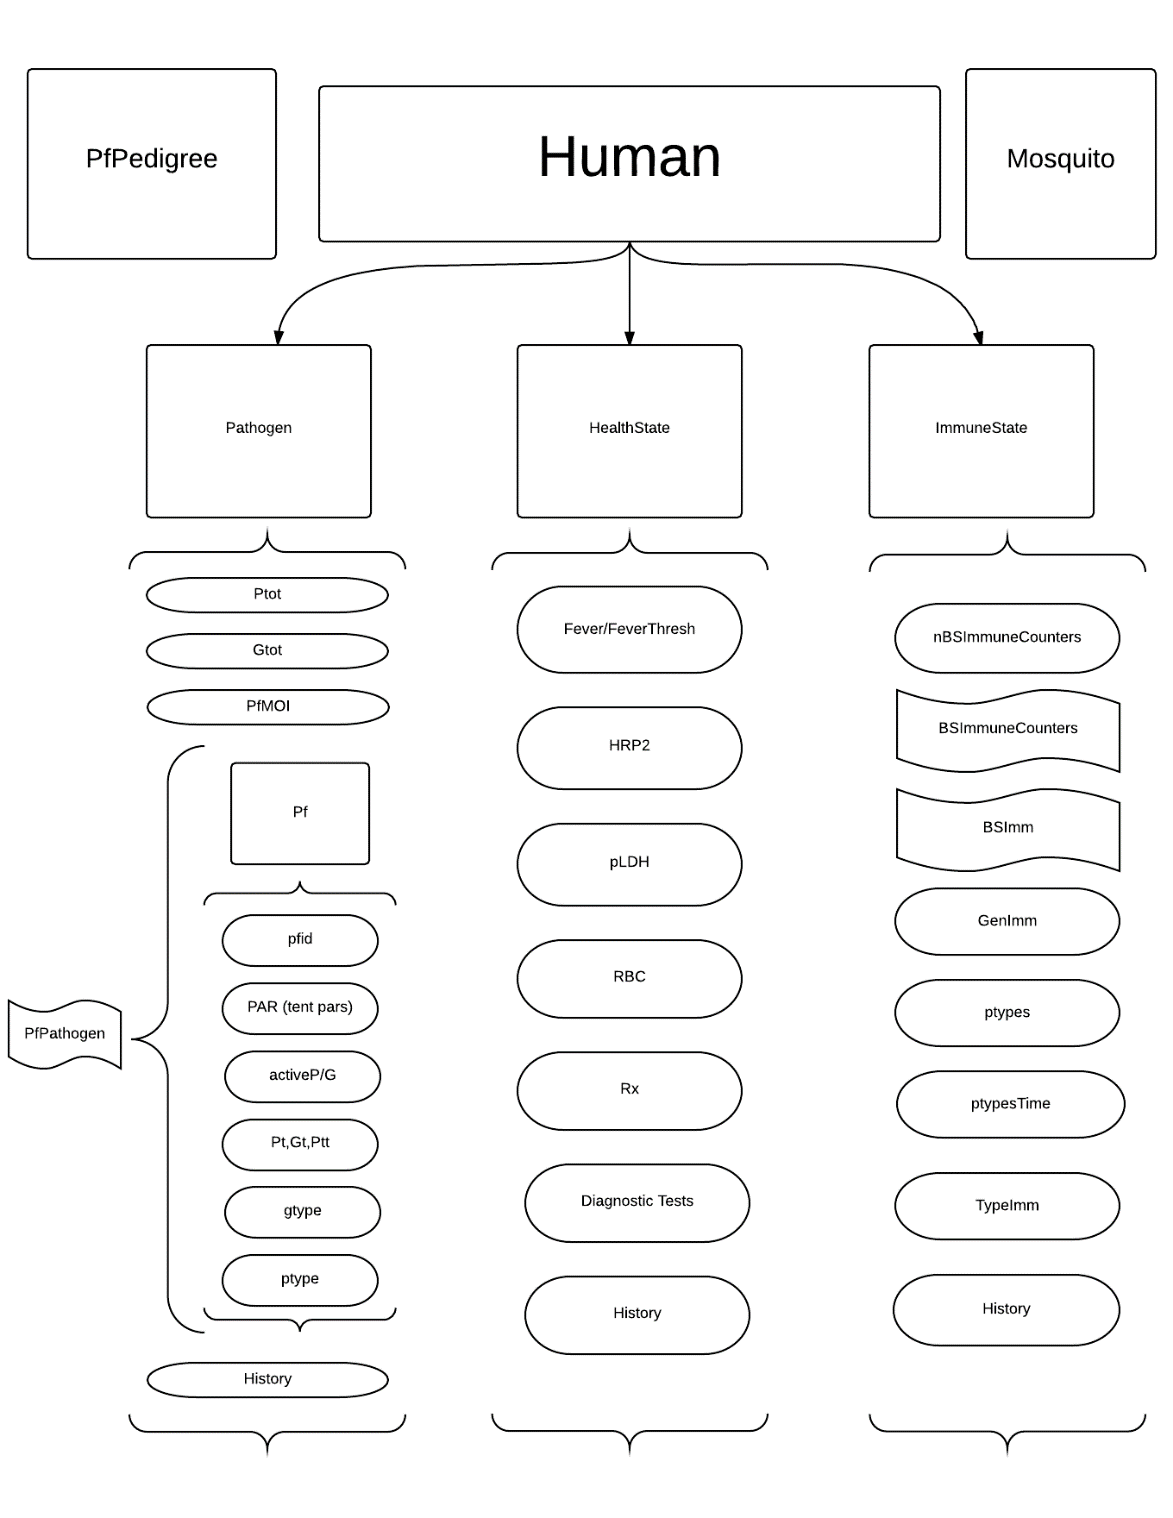 PfPedigree
Human
Mosquito
Pathogen
HealthState
ImmuneState
Ptot
Gtot
PfMOI
Pf
pfid
PAR (tent pars)
activeP/G
Pt,Gt,Ptt
gtype
ptype
PfPathogen
History
Fever/FeverThresh
HRP2
pLDH
RBC
Rx
Diagnostic Tests
History
nBSImmuneCounters
BSImmuneCounters
BSImm
GenImm
ptypes
ptypesTime
TypeImm
History